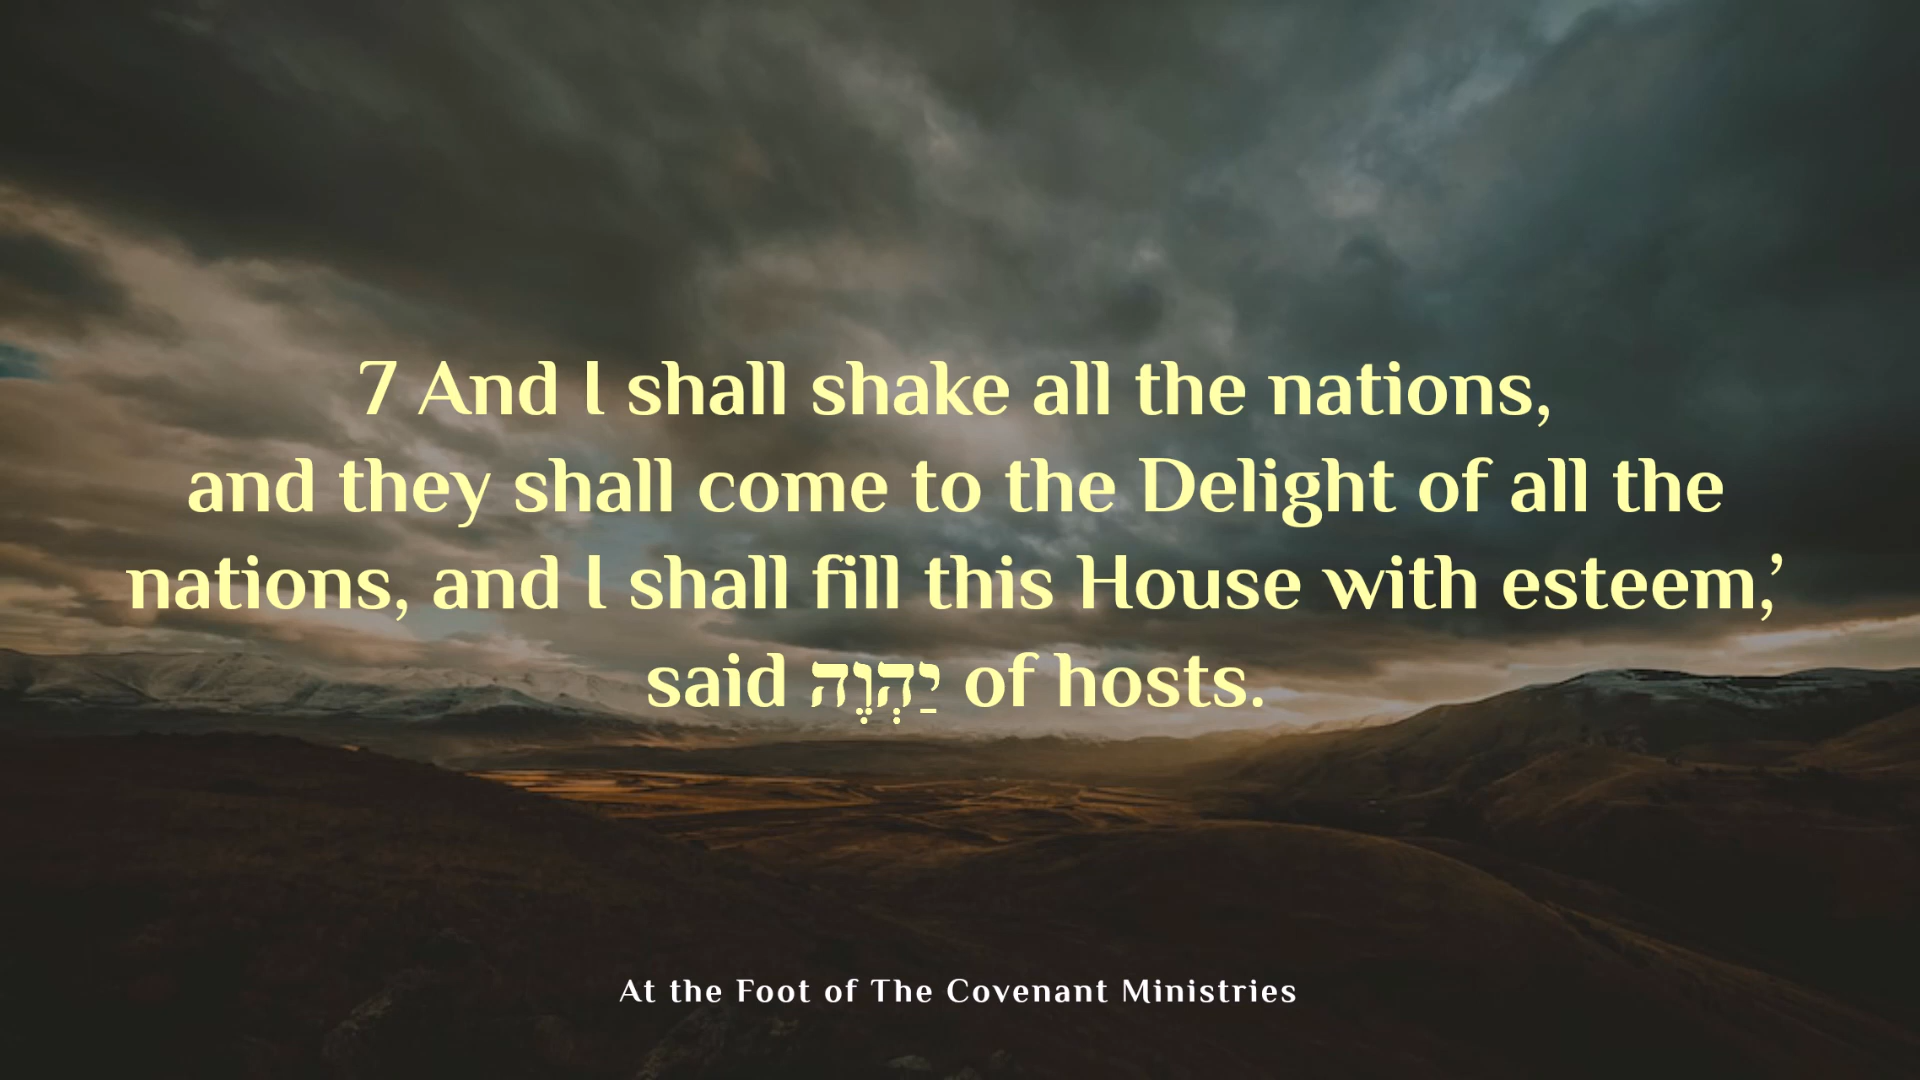 7 And I shall shake all the nations,
and they shall come to the Delight of all the
nations, and I shall fill this House with esteem,’
said יַהְוֶה of hosts.
At the Foot of The Covenant Ministries